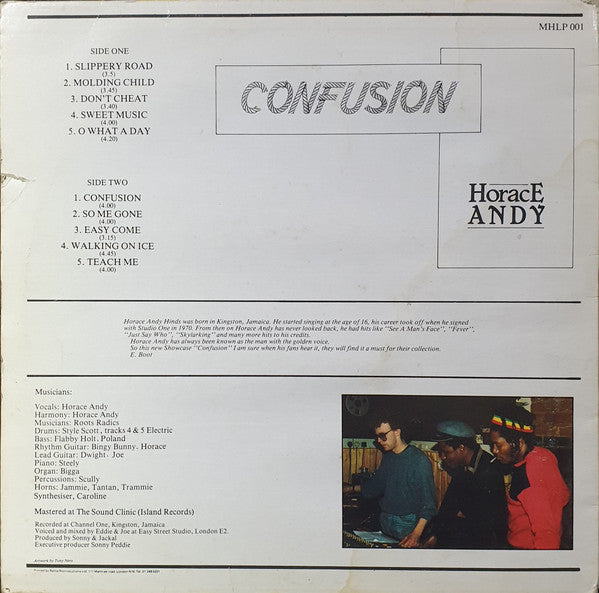 MHLP 001
SIDE ONE
1. SLIPPERY ROAD
(3.5)
2. MOLDING CHILD
(3.45)
3. DON'T CHEAT
(3.40)
4. SWEET MUSIC
(4.00)
5. O WHAT A DAY
(4.20)
CONFUSION
SIDE TWO
1. CONFUSION
(4.00)
2. SO ME GONE
(4.00)
3. EASY COME
(3.15)
4. WALKING ON ICE
(4.45)
5. TEACH ME
(4.00)
HoracE
ANDY
Horace Andy Hinds was born in Kingston, Jamaica. He started singing at the age of 16, his career took off when he signed
with Studio One in 1970. From then on Horace Andy has never looked back, he had hits like "See A Man's Face", "Fever",
"Just Say Who", "Skylarking" and many more hits to his credits.
Horace Andy has always been known as the man with the golden voice.
So this new Showcase "Confusion" I am sure when his fans hear it, they will find it a must for their collection.
E. Boot
Musicians:
Vocals: Horace Andy
Harmony: Horace Andy
Musicians: Roots Radics
Drums: Style Scott, tracks 4 & 5 Electric
Bass: Flabby Holt. Poland
Rhythm Guitar: Bingy Bunny. Horace
Lead Guitar: Dwight. Joe
Piano: Steely
Organ: Bigga
Percussions: Scully
Horns: Jammie, Tantan, Trammie
Synthesiser, Caroline
Mastered at The Sound Clinic (Island Records)
Recorded at Channel One, Kingston, Jamaica
Voiced and mixed by Eddie & Joe at Easy Street Studio, London E2.
Produced by Sonny & Jackal
Executive producer Sonny Peddie
Artwork by Tony Nero